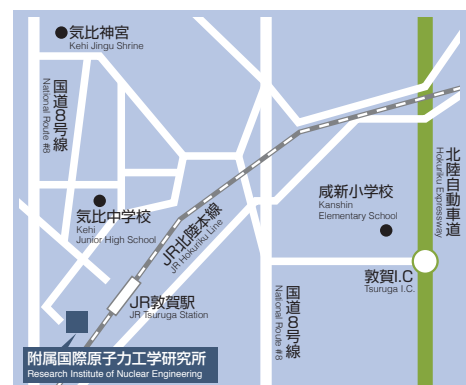 気比神宮
Kehi Jingu Shrine
国道8号線
National Route #8
気比中学校
Kehi
Junior High School
JR北陸本線
JR Hokuriku Line
咸新小学校
Kanshin
Elementary School
北陸自動車道
Hokuriku Expressway
敦賀I.C
Tsuruga I.C.
国道8号線
National Route #8
JR敦賀駅
JR Tsuruga Station
附属国際原子力工学研究所
Research Institute of Nuclear Engineering